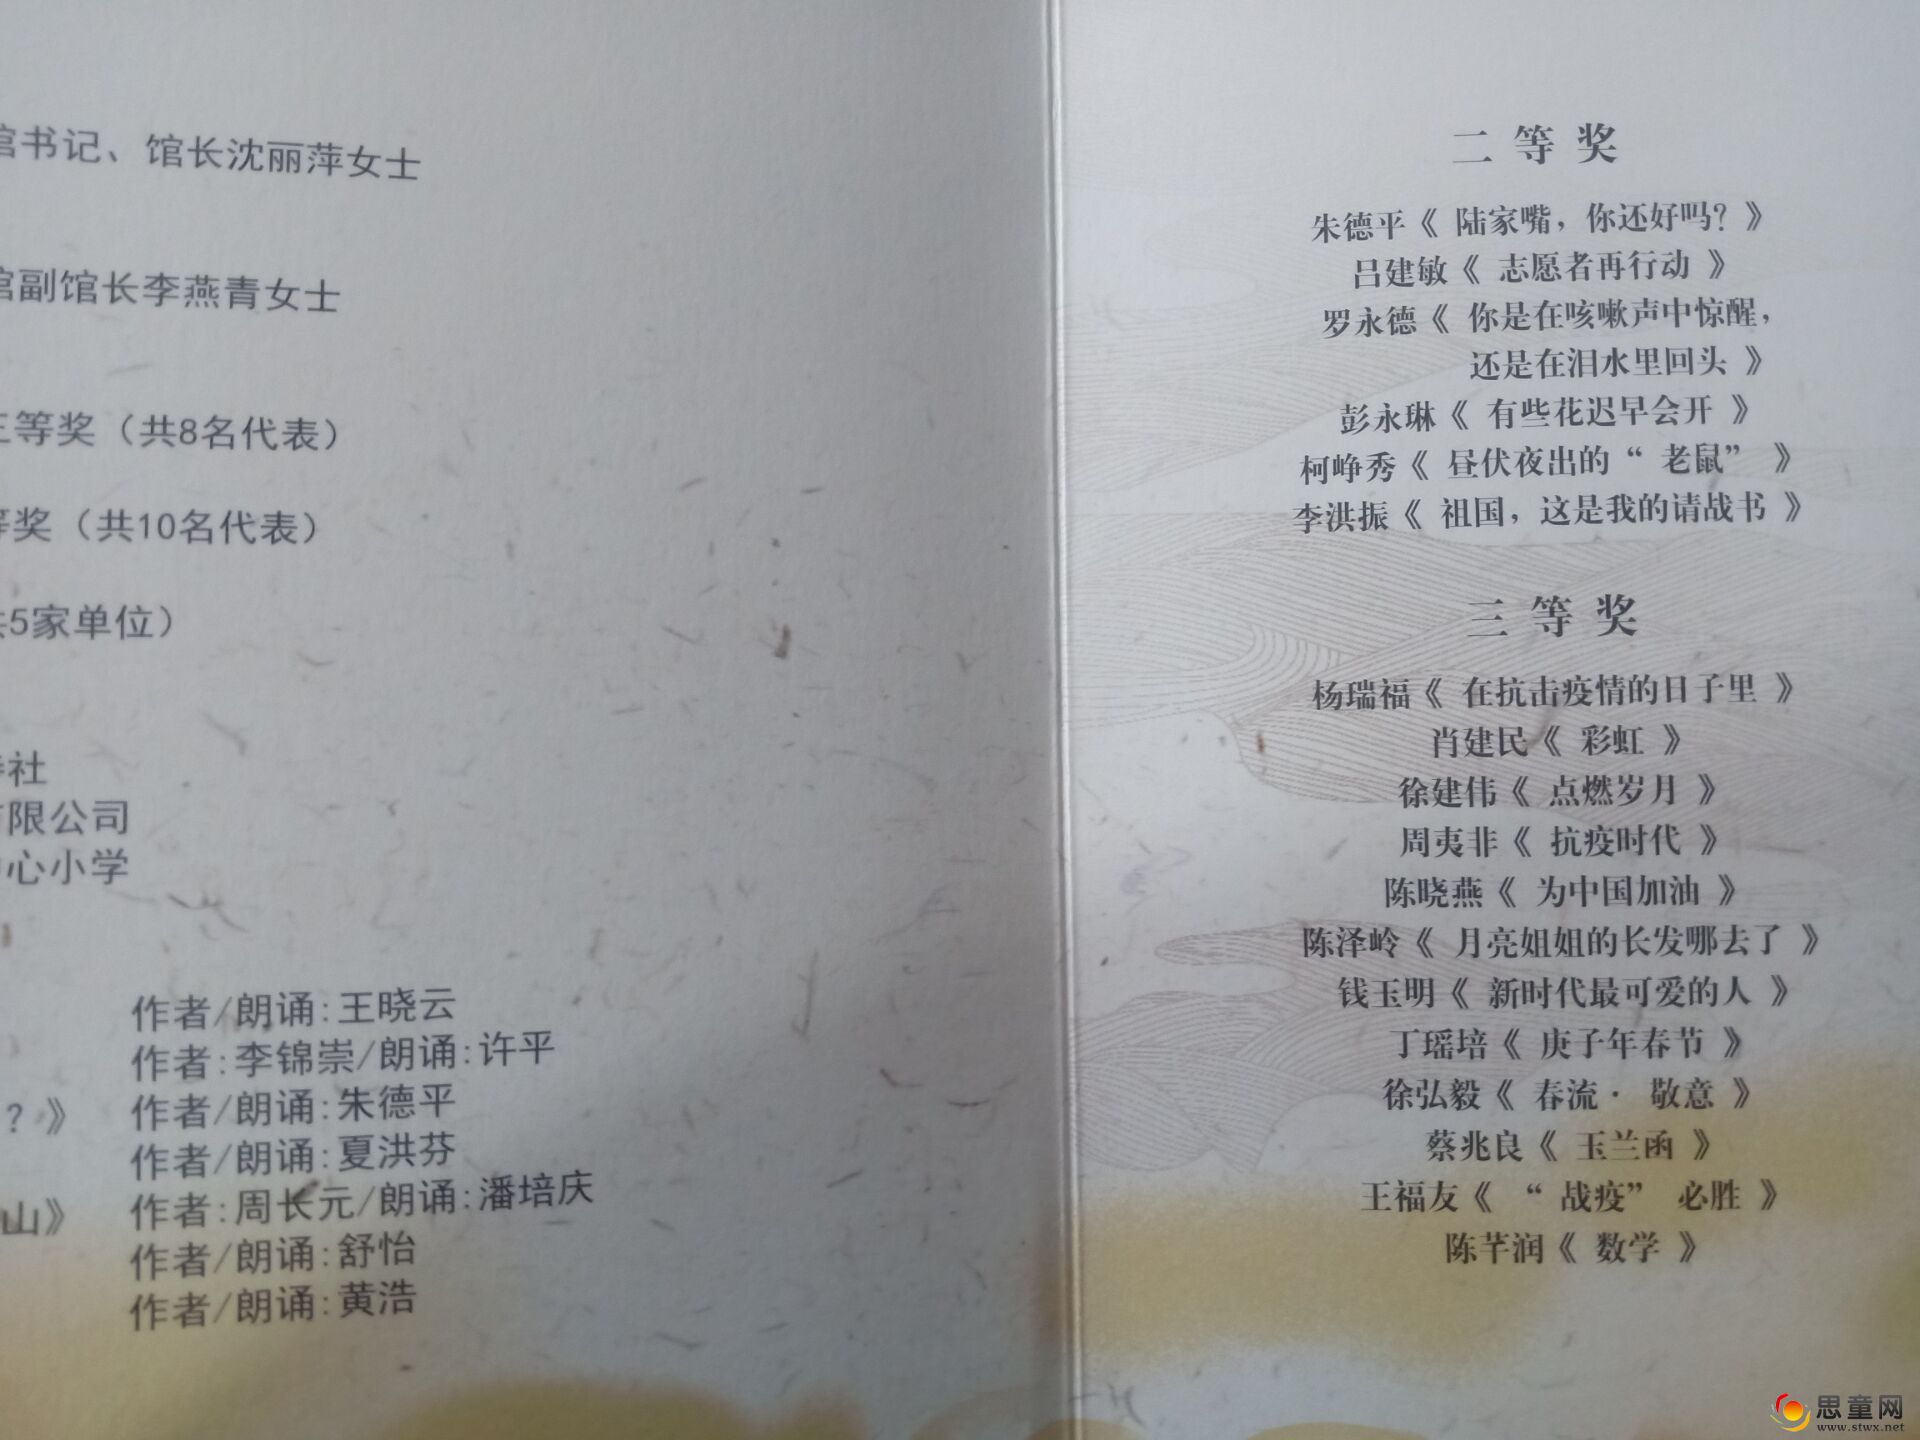 馆书记、馆长沈丽萍女士
馆副馆长李燕青女士
三等奖（共8名代表）
等奖（共10名代表）
共5家单位）
诗社
有限公司
中心小学
作者/朗诵:王晓云
作者:李锦崇/朗诵:许平
？》 作者/朗诵:朱德平
作者/朗诵:夏洪芬
山》 作者:周长元/朗诵:潘培庆
作者/朗诵:舒怡
作者/朗诵:黄浩
二等奖
朱德平《 陆家嘴，你还好吗？》
吕建敏《 志愿者再行动 》
罗永德《 你是在咳嗽声中惊醒，
还是在泪水里回头 》
彭永琳《 有些花迟早会开 》
柯峥秀《 昼伏夜出的“ 老鼠” 》
李洪振《 祖国，这是我的请战书 》
三等奖
杨瑞福《 在抗击疫情的日子里 》
肖建民《 彩虹 》
徐建伟《 点燃岁月 》
周夷非《 抗疫时代 》
陈晓燕《 为中国加油 》
陈泽岭《 月亮姐姐的长发哪去了 》
钱玉明《 新时代最可爱的人 》
丁瑶培《 庚子年春节 》
徐弘毅《 春流· 敬意 》
蔡兆良《 玉兰函 》
王福友《 “ 战疫” 必胜 》
陈芊润《 数学 》
思童网
www.stwx.net